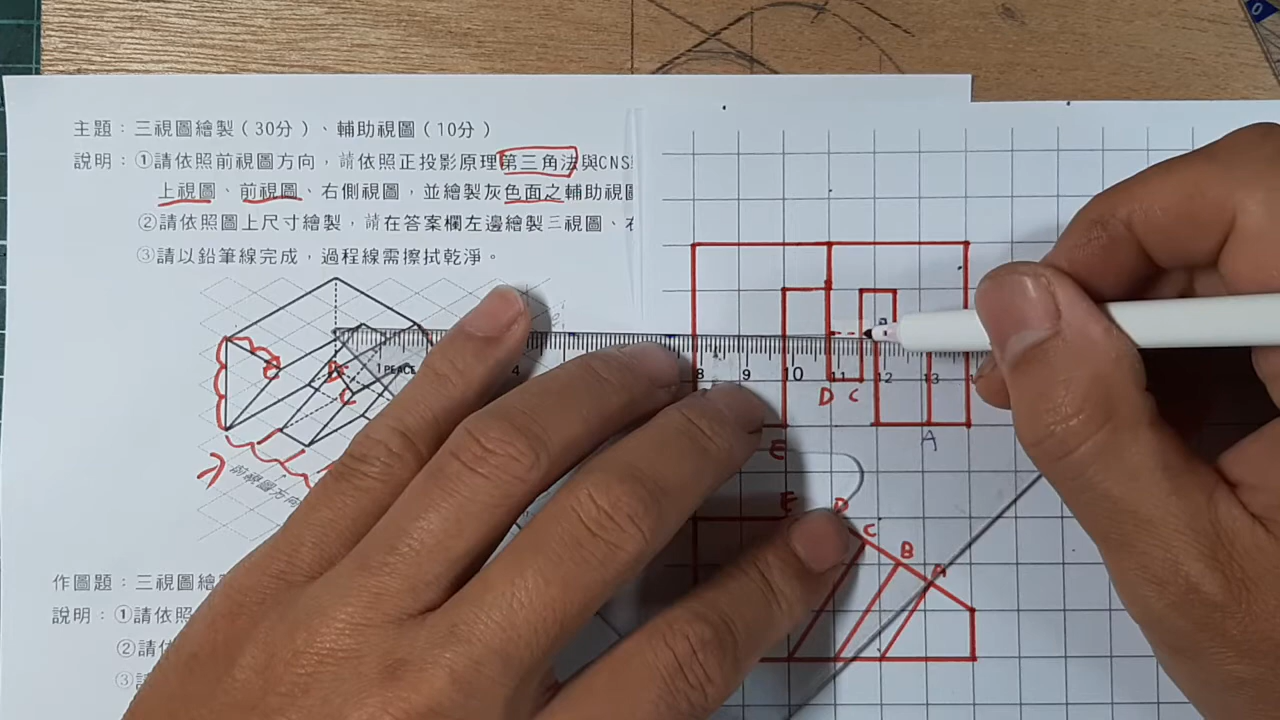 主題：三視圖繪製（30分）、輔助視圖（10分）
說明：①請依照前視圖方向，請依照正投影原理第三角法與CNS
上視圖、前視圖、右側視圖，並繪製灰色面之輔助視圖
②請依照圖上尺寸繪製，請在答案欄左邊繪製三視圖、
③請以鉛筆線完成，過程線需擦拭乾淨。
前視圖方向
B
C
1 PEACE 4 8 9 10 11 12 13
D C
A
E
E D
C
B
A
作圖題：三視圖繪
說明：①請依照
②請
③請
0